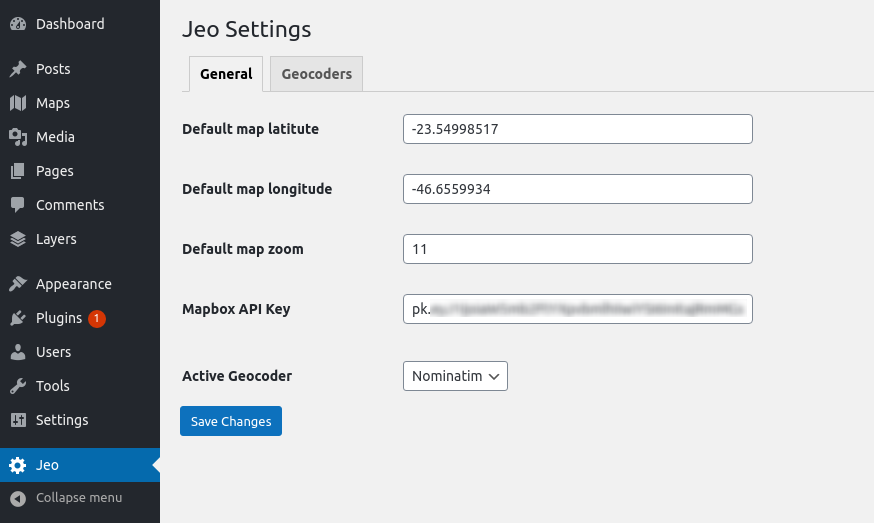 Dashboard
Posts
Maps
Media
Pages
Comments
Layers
Appearance
Plugins 1
Users
Tools
Settings
Jeo
Collapse menu
Jeo Settings
General Geocoders
Default map latitute -23.54998517
Default map longitude -46.6559934
Default map zoom 11
Mapbox API Key pk.
Active Geocoder Nominatim
Save Changes